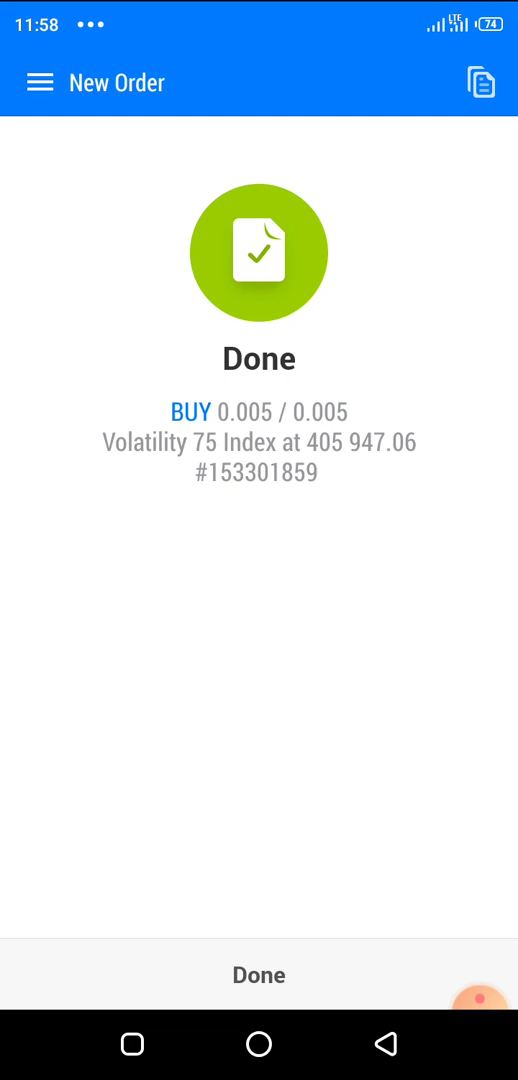 11:58
LTE
74
New Order
Done
BUY 0.005 / 0.005
Volatility 75 Index at 405 947.06
#153301859
Done